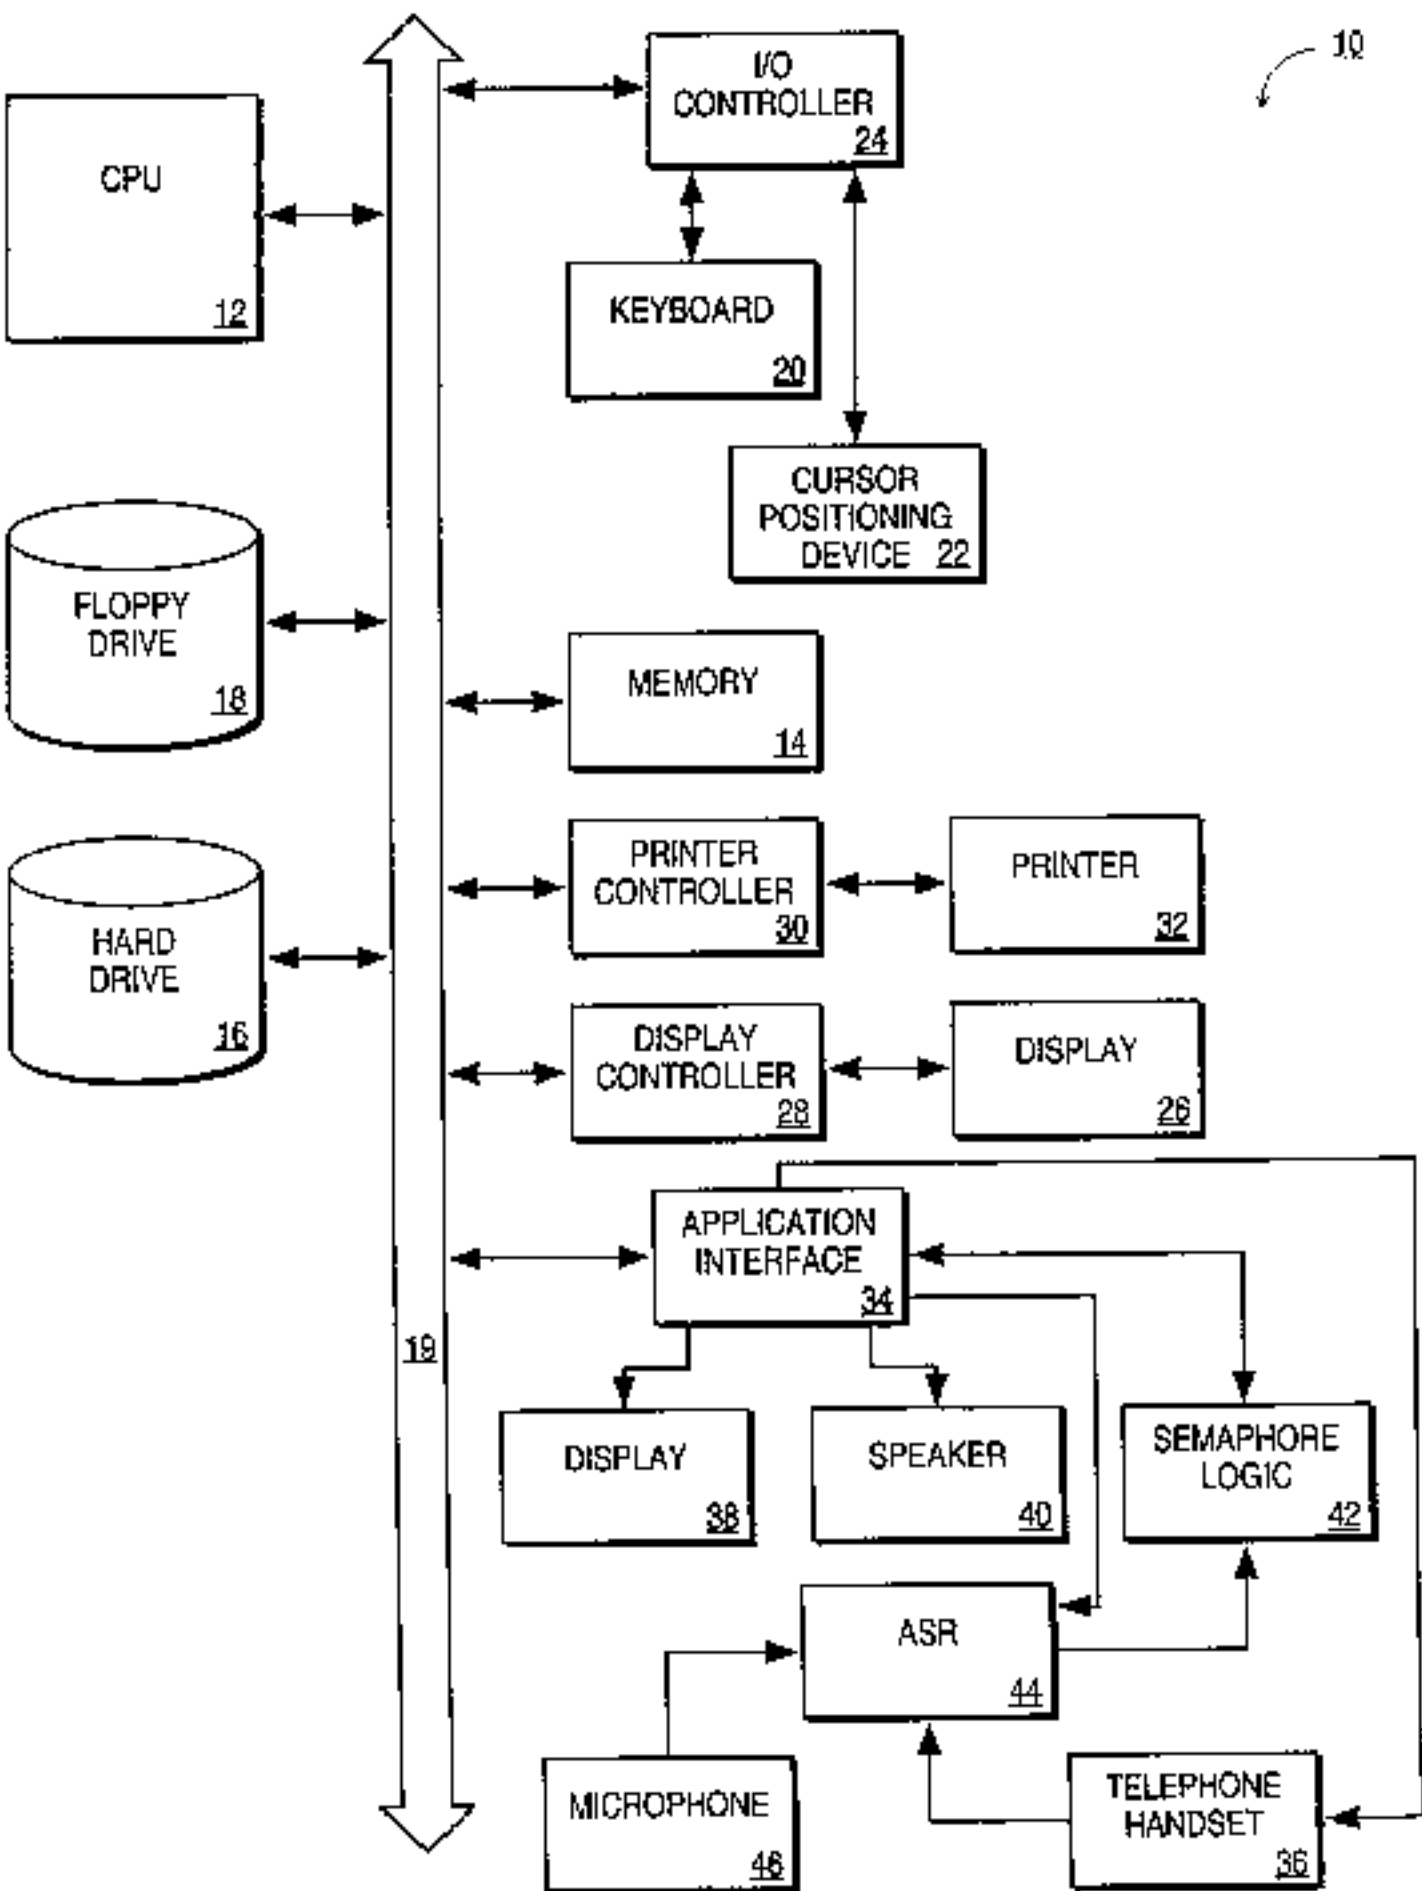 10
I/O
CONTROLLER
24
CPU
12
KEYBOARD
20
CURSOR
POSITIONING
DEVICE 22
FLOPPY
DRIVE
18
MEMORY
14
PRINTER
CONTROLLER
30
PRINTER
32
HARD
DRIVE
16
DISPLAY
CONTROLLER
28
DISPLAY
26
APPLICATION
INTERFACE
34
19
DISPLAY
38
SPEAKER
40
SEMAPHORE
LOGIC
42
ASR
44
MICROPHONE
46
TELEPHONE
HANDSET
36